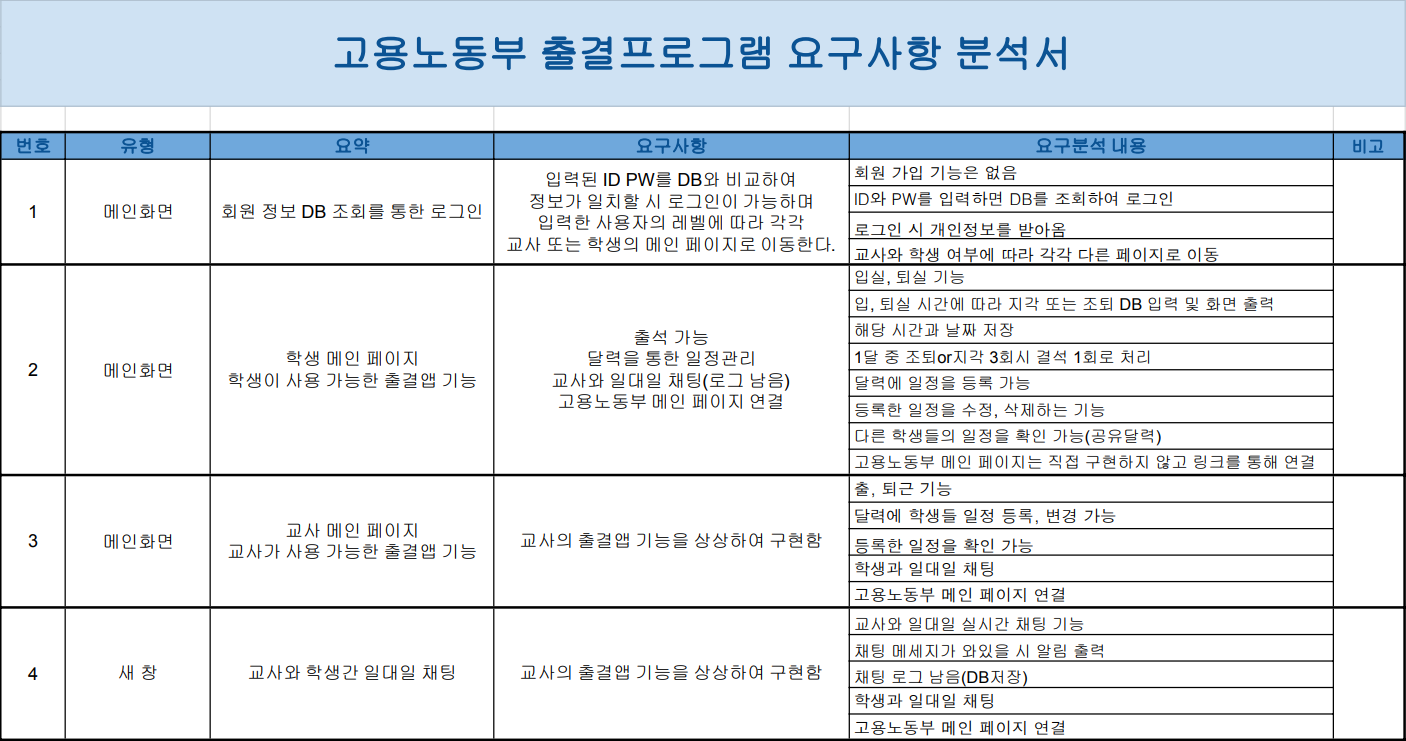 고용노동부 출결프로그램 요구사항 분석서
번호 유형 요약 요구사항 요구분석 내용 비고
1
메인화면
회원 정보 DB 조회를 통한 로그인
입력된 ID PW를 DB와 비교하여
정보가 일치할 시 로그인이 가능하며
입력한 사용자의 레벨에 따라 각각
교사 또는 학생의 메인 페이지로 이동한다.
회원 가입 기능은 없음
ID와 PW를 입력하면 DB를 조회하여 로그인
로그인 시 개인정보를 받아옴
교사와 학생 여부에 따라 각각 다른 페이지로 이동
2
메인화면
학생 메인 페이지
학생이 사용 가능한 출결앱 기능
출석 가능
달력을 통한 일정관리
교사와 일대일 채팅(로그 남음)
고용노동부 메인 페이지 연결
입실, 퇴실 기능
입, 퇴실 시간에 따라 지각 또는 조퇴 DB 입력 및 화면 출력
해당 시간과 날짜 저장
1달 중 조퇴or지각 3회시 결석 1회로 처리
달력에 일정을 등록 가능
등록한 일정을 수정, 삭제하는 기능
다른 학생들의 일정을 확인 가능(공유달력)
고용노동부 메인 페이지는 직접 구현하지 않고 링크를 통해 연결
3
메인화면
교사 메인 페이지
교사가 사용 가능한 출결앱 기능
교사의 출결앱 기능을 상상하여 구현함
출, 퇴근 기능
달력에 학생들 일정 등록, 변경 가능
등록한 일정을 확인 가능
학생과 일대일 채팅
고용노동부 메인 페이지 연결
4
새 창
교사와 학생간 일대일 채팅
교사의 출결앱 기능을 상상하여 구현함
교사와 일대일 실시간 채팅 기능
채팅 메세지가 와있을 시 알림 출력
채팅 로그 남음(DB저장)
학생과 일대일 채팅
고용노동부 메인 페이지 연결